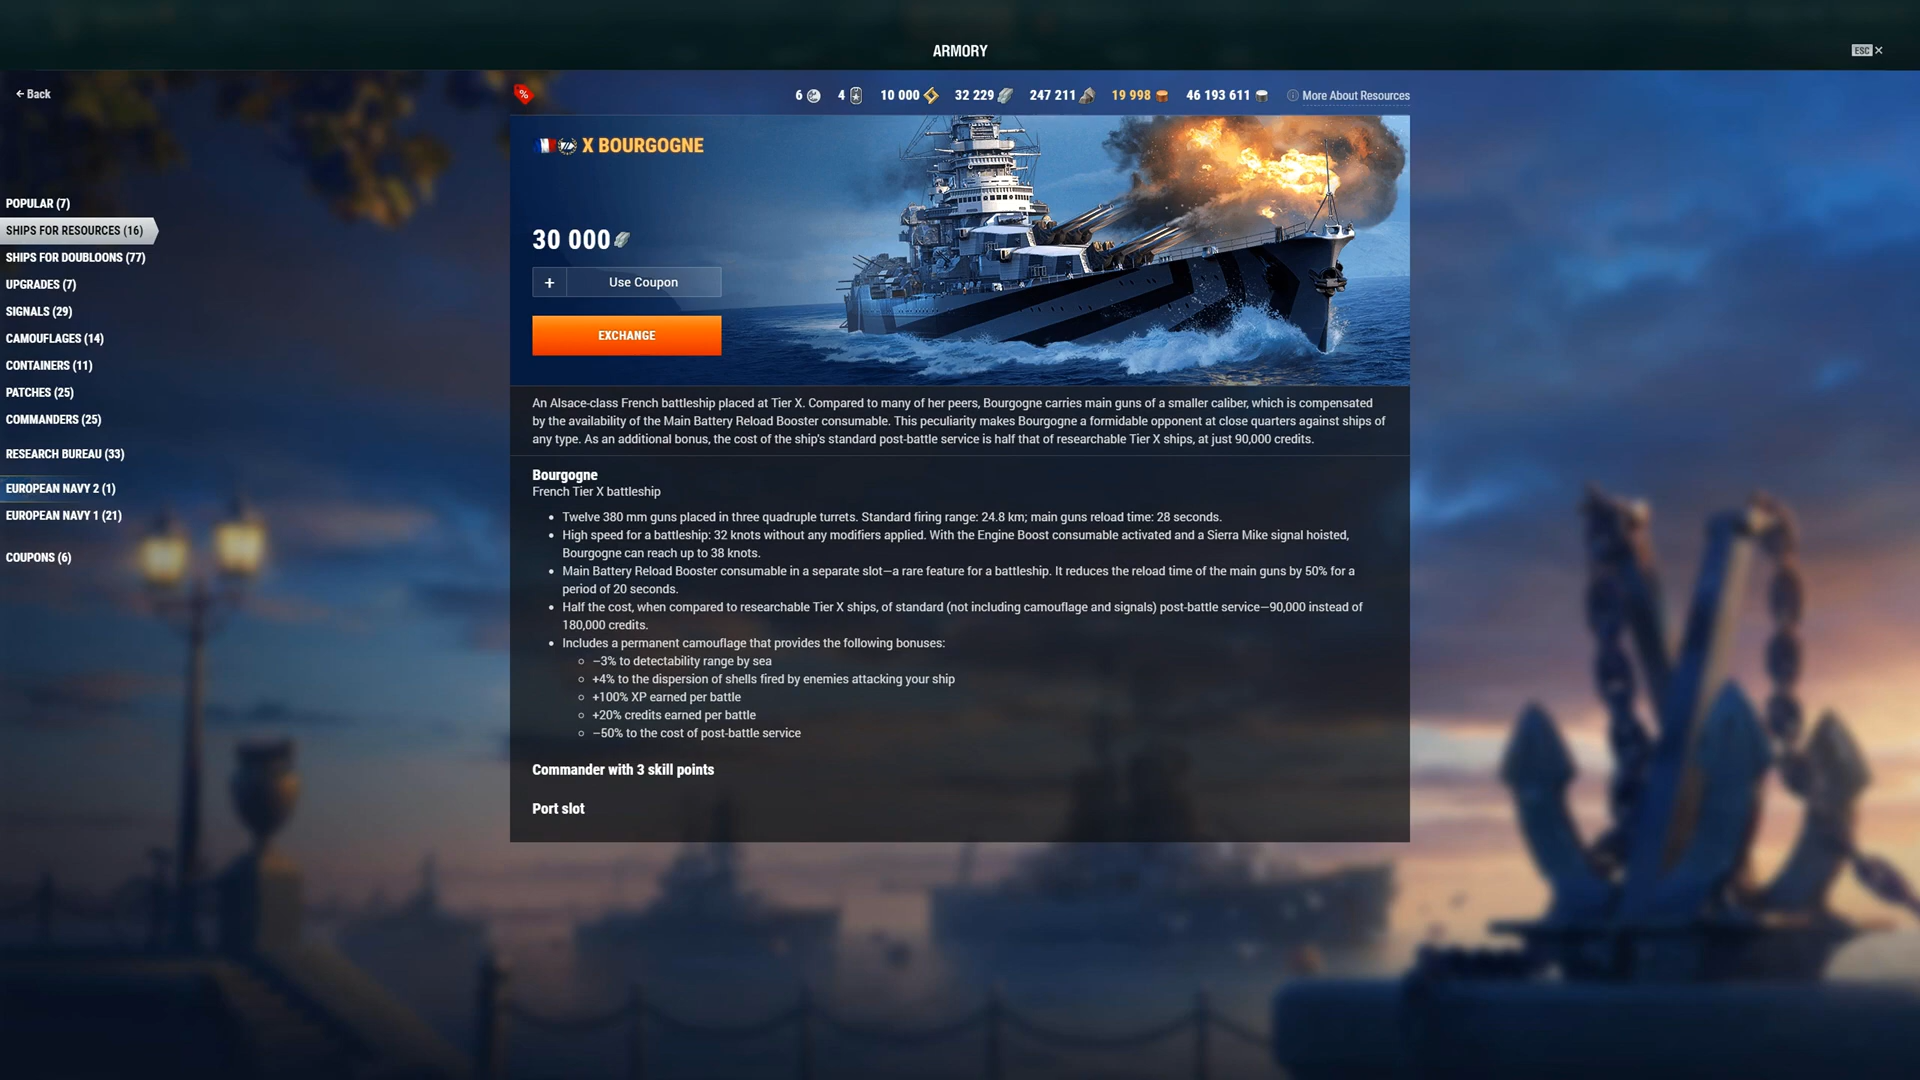 ARMORY
ESC
Back
%
6 4 10 000 32 229 247 211 19 998 46 193 611 More About Resources
X BOURGOGNE
30 000
+ Use Coupon
EXCHANGE
POPULAR (7)
SHIPS FOR RESOURCES (16)
SHIPS FOR DOUBLOONS (77)
UPGRADES (7)
SIGNALS (29)
CAMOUFLAGES (14)
CONTAINERS (11)
PATCHES (25)
COMMANDERS (25)
RESEARCH BUREAU (33)
EUROPEAN NAVY 2 (1)
EUROPEAN NAVY 1 (21)
COUPONS (6)
An Alsace-class French battleship placed at Tier X. Compared to many of her peers, Bourgogne carries main guns of a smaller caliber, which is compensated
by the availability of the Main Battery Reload Booster consumable. This peculiarity makes Bourgogne a formidable opponent at close quarters against ships of
any type. As an additional bonus, the cost of the ship's standard post-battle service is half that of researchable Tier X ships, at just 90,000 credits.
Bourgogne
French Tier X battleship
Twelve 380 mm guns placed in three quadruple turrets. Standard firing range: 24.8 km; main guns reload time: 28 seconds.
High speed for a battleship: 32 knots without any modifiers applied. With the Engine Boost consumable activated and a Sierra Mike signal hoisted,
Bourgogne can reach up to 38 knots.
Main Battery Reload Booster consumable in a separate slot—a rare feature for a battleship. It reduces the reload time of the main guns by 50% for a
period of 20 seconds.
Half the cost, when compared to researchable Tier X ships, of standard (not including camouflage and signals) post-battle service—90,000 instead of
180,000 credits.
Includes a permanent camouflage that provides the following bonuses:
−3% to detectability range by sea
+4% to the dispersion of shells fired by enemies attacking your ship
+100% XP earned per battle
+20% credits earned per battle
−50% to the cost of post-battle service
Commander with 3 skill points
Port slot